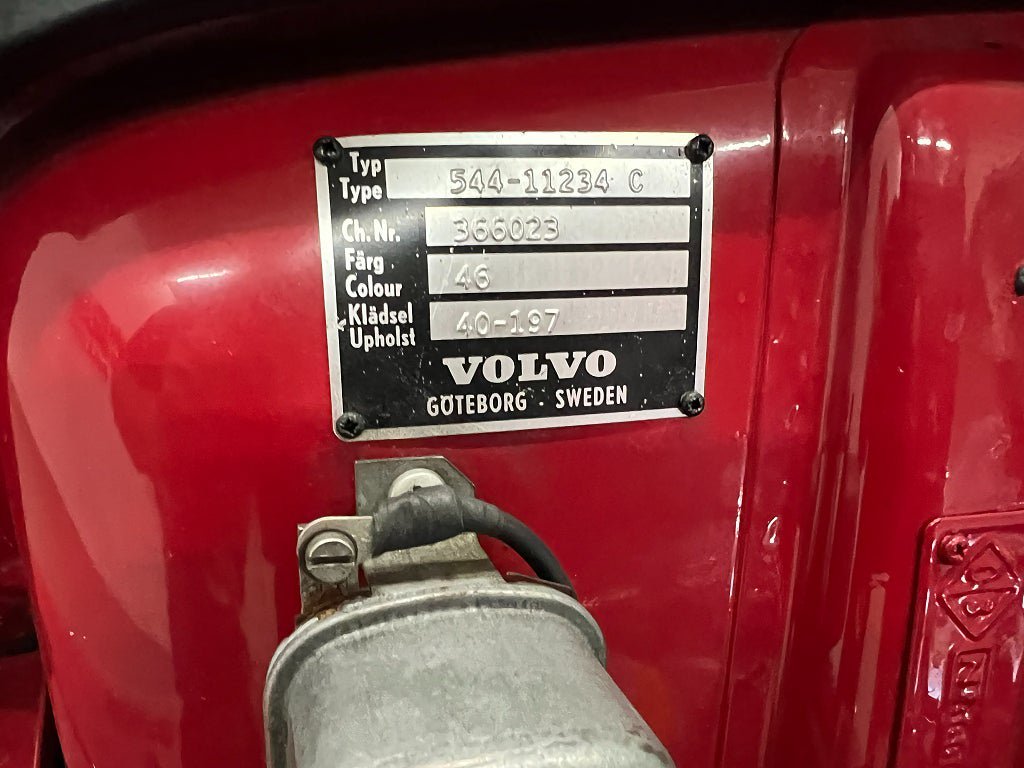 Typ
Type 544-11234 C
Ch.Nr. 366023
Färg
Colour 46
Klädsel
Upholst 40-197
VOLVO
GÖTEBORG · SWEDEN